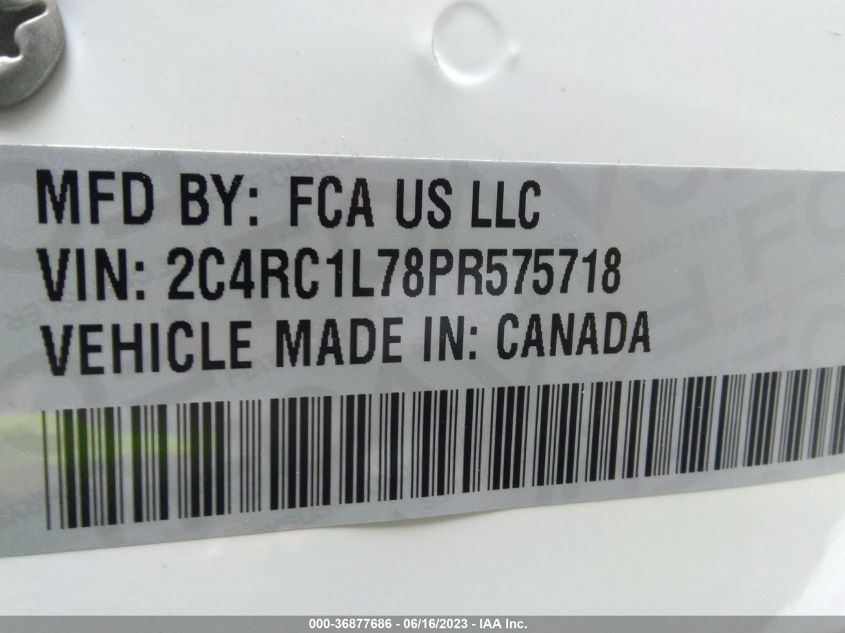 MFD BY: FCA US LLC
VIN: 2C4RC1L78PR575718
VEHICLE MADE IN: CANADA
000-36877686 - 06/16/2023 - IAA Inc.